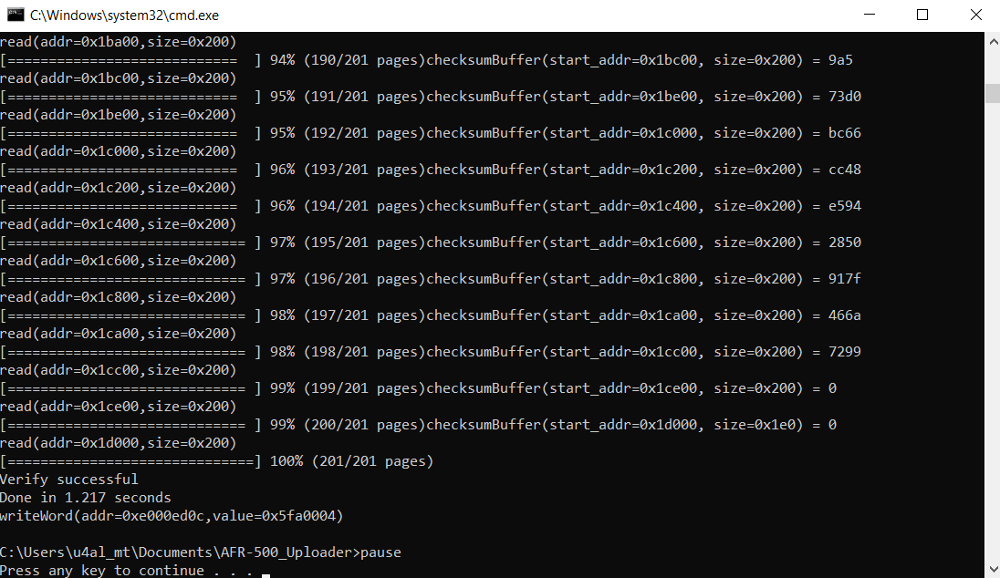 C:\Windows\system32\cmd.exe
read(addr=0x1ba00,size=0x200)
[============================  ] 94% (190/201 pages)checksumBuffer(start_addr=0x1bc00, size=0x200) = 9a5
read(addr=0x1bc00,size=0x200)
[============================  ] 95% (191/201 pages)checksumBuffer(start_addr=0x1be00, size=0x200) = 73d0
read(addr=0x1be00,size=0x200)
[============================  ] 95% (192/201 pages)checksumBuffer(start_addr=0x1c000, size=0x200) = bc66
read(addr=0x1c000,size=0x200)
[============================  ] 96% (193/201 pages)checksumBuffer(start_addr=0x1c200, size=0x200) = cc48
read(addr=0x1c200,size=0x200)
[============================  ] 96% (194/201 pages)checksumBuffer(start_addr=0x1c400, size=0x200) = e594
read(addr=0x1c400,size=0x200)
[============================= ] 97% (195/201 pages)checksumBuffer(start_addr=0x1c600, size=0x200) = 2850
read(addr=0x1c600,size=0x200)
[============================= ] 97% (196/201 pages)checksumBuffer(start_addr=0x1c800, size=0x200) = 917f
read(addr=0x1c800,size=0x200)
[============================= ] 98% (197/201 pages)checksumBuffer(start_addr=0x1ca00, size=0x200) = 466a
read(addr=0x1ca00,size=0x200)
[============================= ] 98% (198/201 pages)checksumBuffer(start_addr=0x1cc00, size=0x200) = 7299
read(addr=0x1cc00,size=0x200)
[============================= ] 99% (199/201 pages)checksumBuffer(start_addr=0x1ce00, size=0x200) = 0
read(addr=0x1ce00,size=0x200)
[============================= ] 99% (200/201 pages)checksumBuffer(start_addr=0x1d000, size=0x1e0) = 0
read(addr=0x1d000,size=0x200)
[==============================] 100% (201/201 pages)
Verify successful
Done in 1.217 seconds
writeWord(addr=0xe000ed0c,value=0x5fa0004)
C:\Users\u4al_mt\Documents\AFR-500_Uploader>pause
Press any key to continue . . .